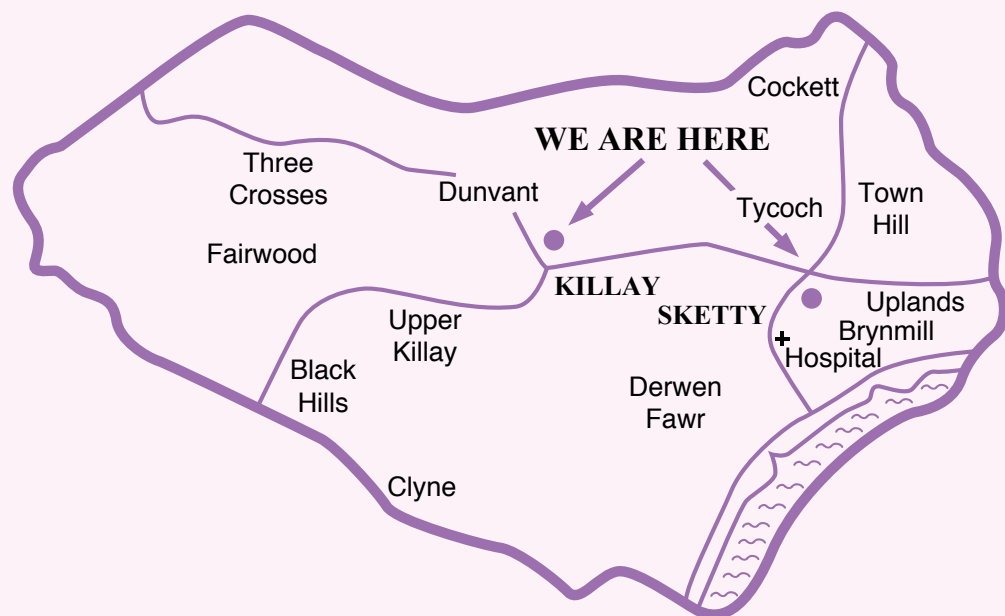 Cockett
WE ARE HERE
Three
Crosses
Dunvant
Tycoch
Town
Hill
Fairwood
KILLAY
SKETTY
Uplands
Brynmill
Hospital
Upper
Killay
Black
Hills
Derwen
Fawr
Clyne